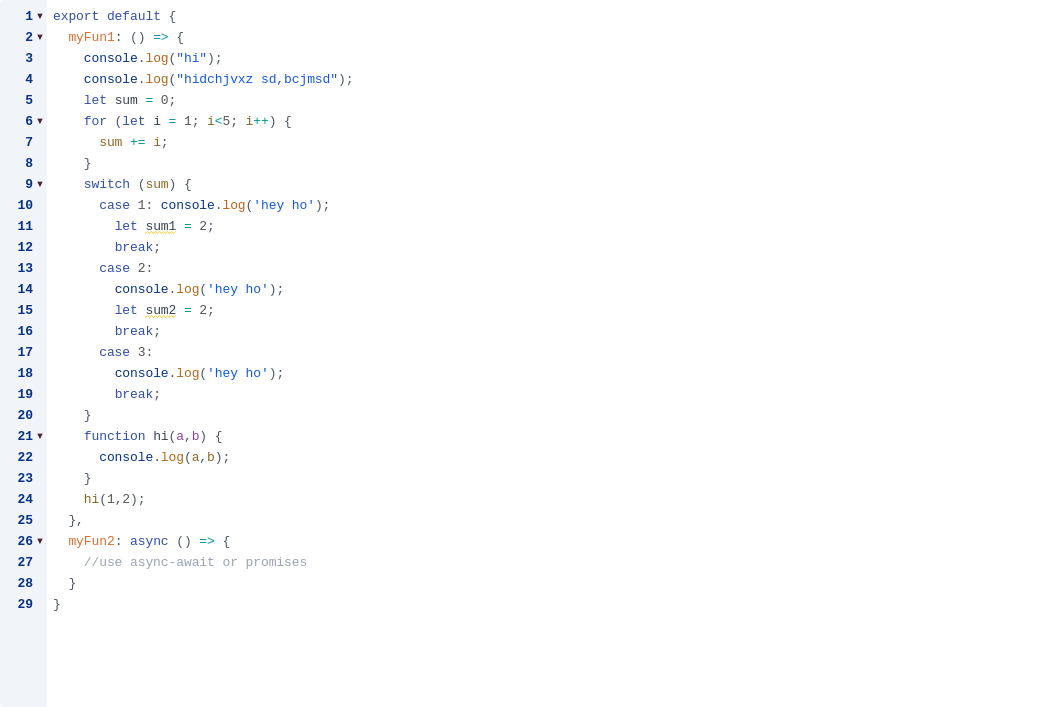 1 export default {
2   myFun1: () => {
3     console.log("hi");
4     console.log("hidchjvxz sd,bcjmsd");
5     let sum = 0;
6     for (let i = 1; i<5; i++) {
7       sum += i;
8     }
9     switch (sum) {
10       case 1: console.log('hey ho');
11         let sum1 = 2;
12         break;
13       case 2:
14         console.log('hey ho');
15         let sum2 = 2;
16         break;
17       case 3:
18         console.log('hey ho');
19         break;
20     }
21     function hi(a,b) {
22       console.log(a,b);
23     }
24     hi(1,2);
25   },
26   myFun2: async () => {
27     //use async-await or promises
28   }
29 }